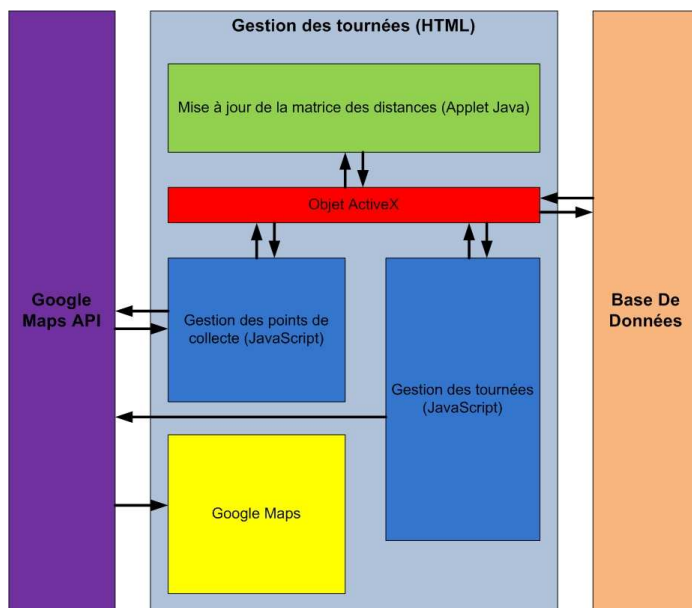 Gestion des tournées (HTML)
Mise à jour de la matrice des distances (Applet Java)
Objet ActiveX
Google
Maps API
Gestion des points de
collecte (JavaScript)
Gestion des tournées
(JavaScript)
Google Maps
Base De
Données